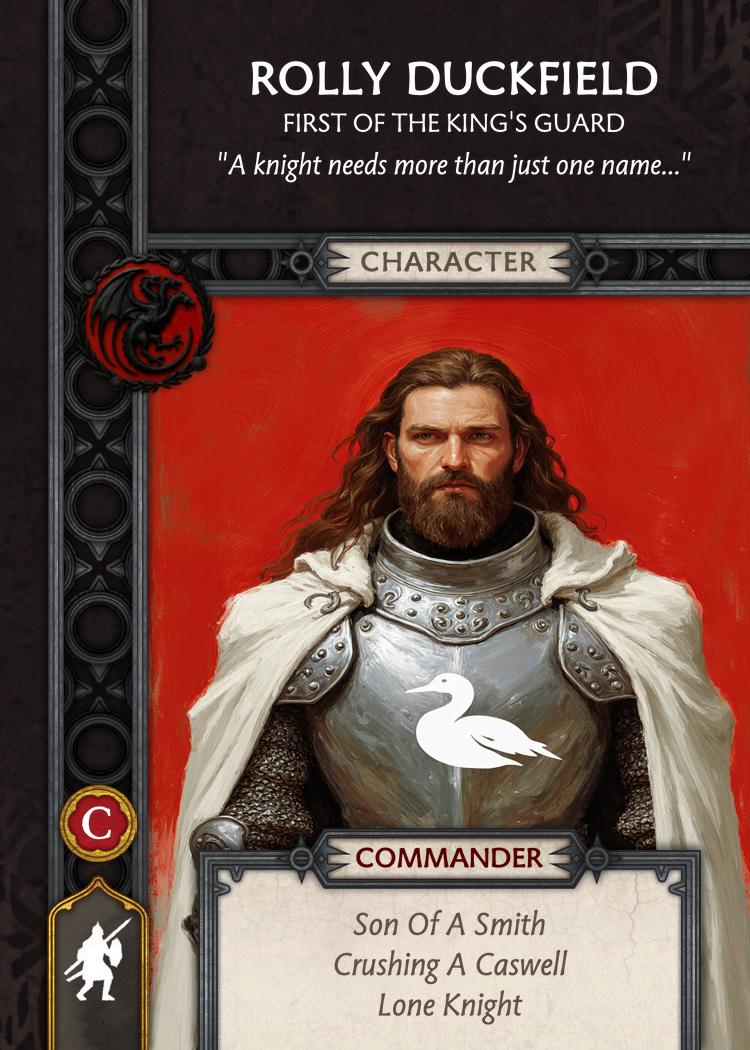 ROLLY DUCKFIELD
FIRST OF THE KING'S GUARD
"A knight needs more than just one name..."
CHARACTER
C
COMMANDER
Son Of A Smith
Crushing A Caswell
Lone Knight